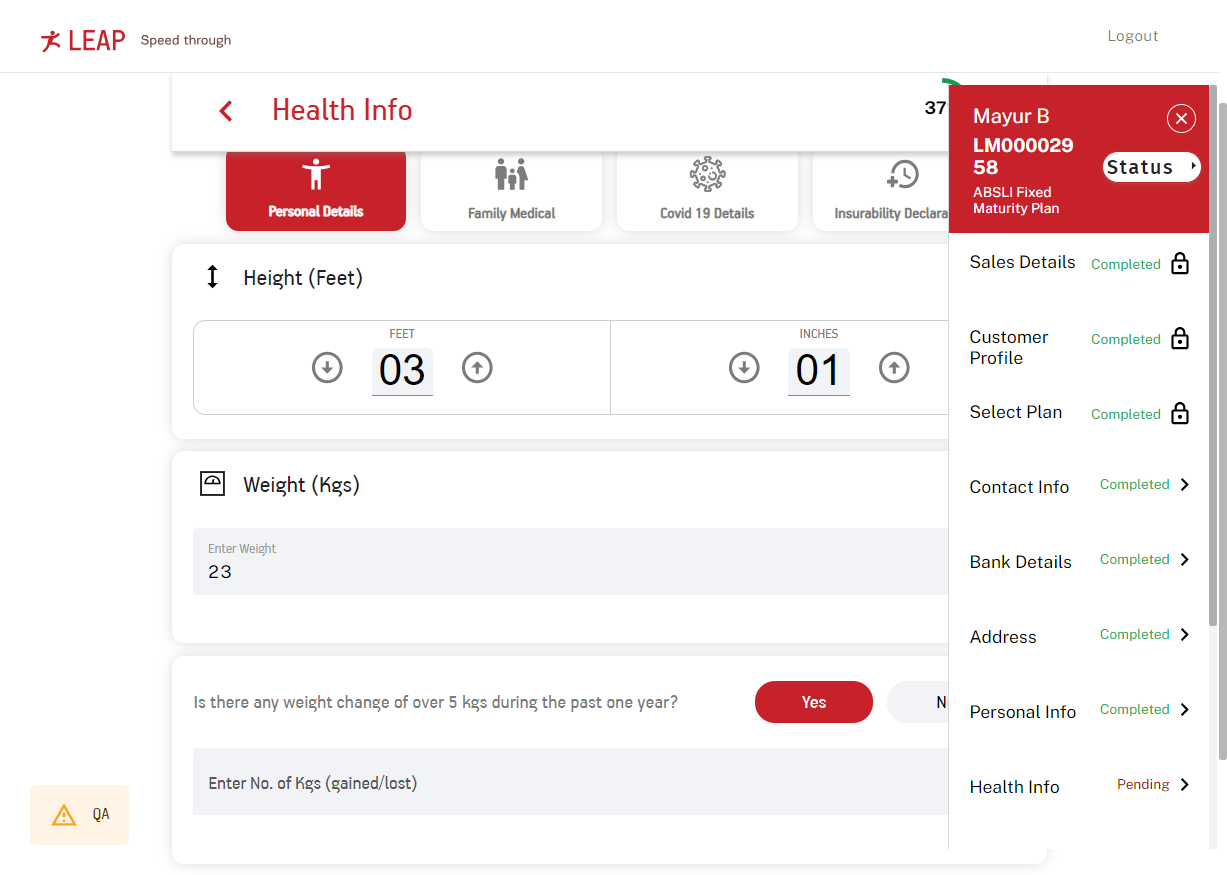 LEAP Speed through
Logout
Health Info
37
Personal Details
Family Medical
Covid 19 Details
Insurability Declara
Height (Feet)
FEET
03
INCHES
01
Weight (Kgs)
Enter Weight
23
Is there any weight change of over 5 kgs during the past one year?
Yes
N
Enter No. of Kgs (gained/lost)
QA
Mayur B
LM000029
58
ABSLI Fixed
Maturity Plan
Status
Sales Details Completed
Customer
Profile
Completed
Select Plan Completed
Contact Info Completed
Bank Details Completed
Address Completed
Personal Info Completed
Health Info Pending